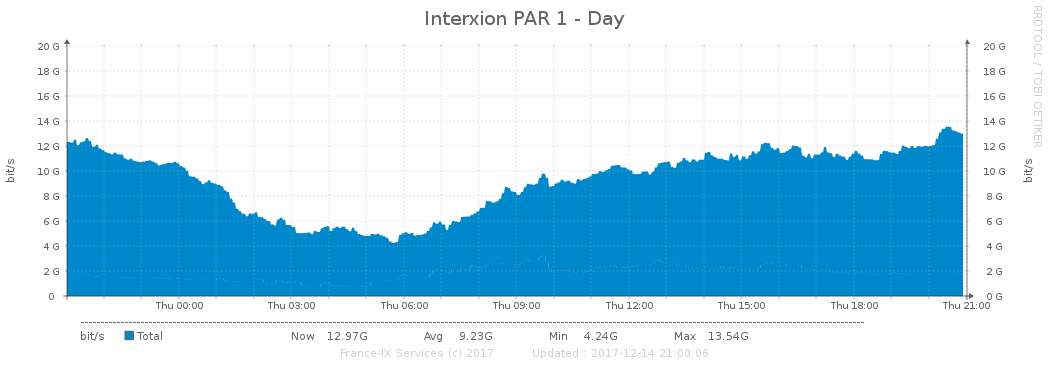 Interxion PAR 1 - Day
RRDTOOL / TOBI OETIKER
bit/s
20 G
18 G
16 G
14 G
12 G
10 G
8 G
6 G
4 G
2 G
0
20 G
18 G
16 G
14 G
12 G
10 G
8 G
6 G
4 G
2 G
0 G
bit/s
Thu 00:00 Thu 03:00 Thu 06:00 Thu 09:00 Thu 12:00 Thu 15:00 Thu 18:00 Thu 21:00
bit/s Total Now 12.97G Avg 9.23G Min 4.24G Max 13.54G
France-IX Services (c) 2017 Updated : 2017-12-14 21:00:06